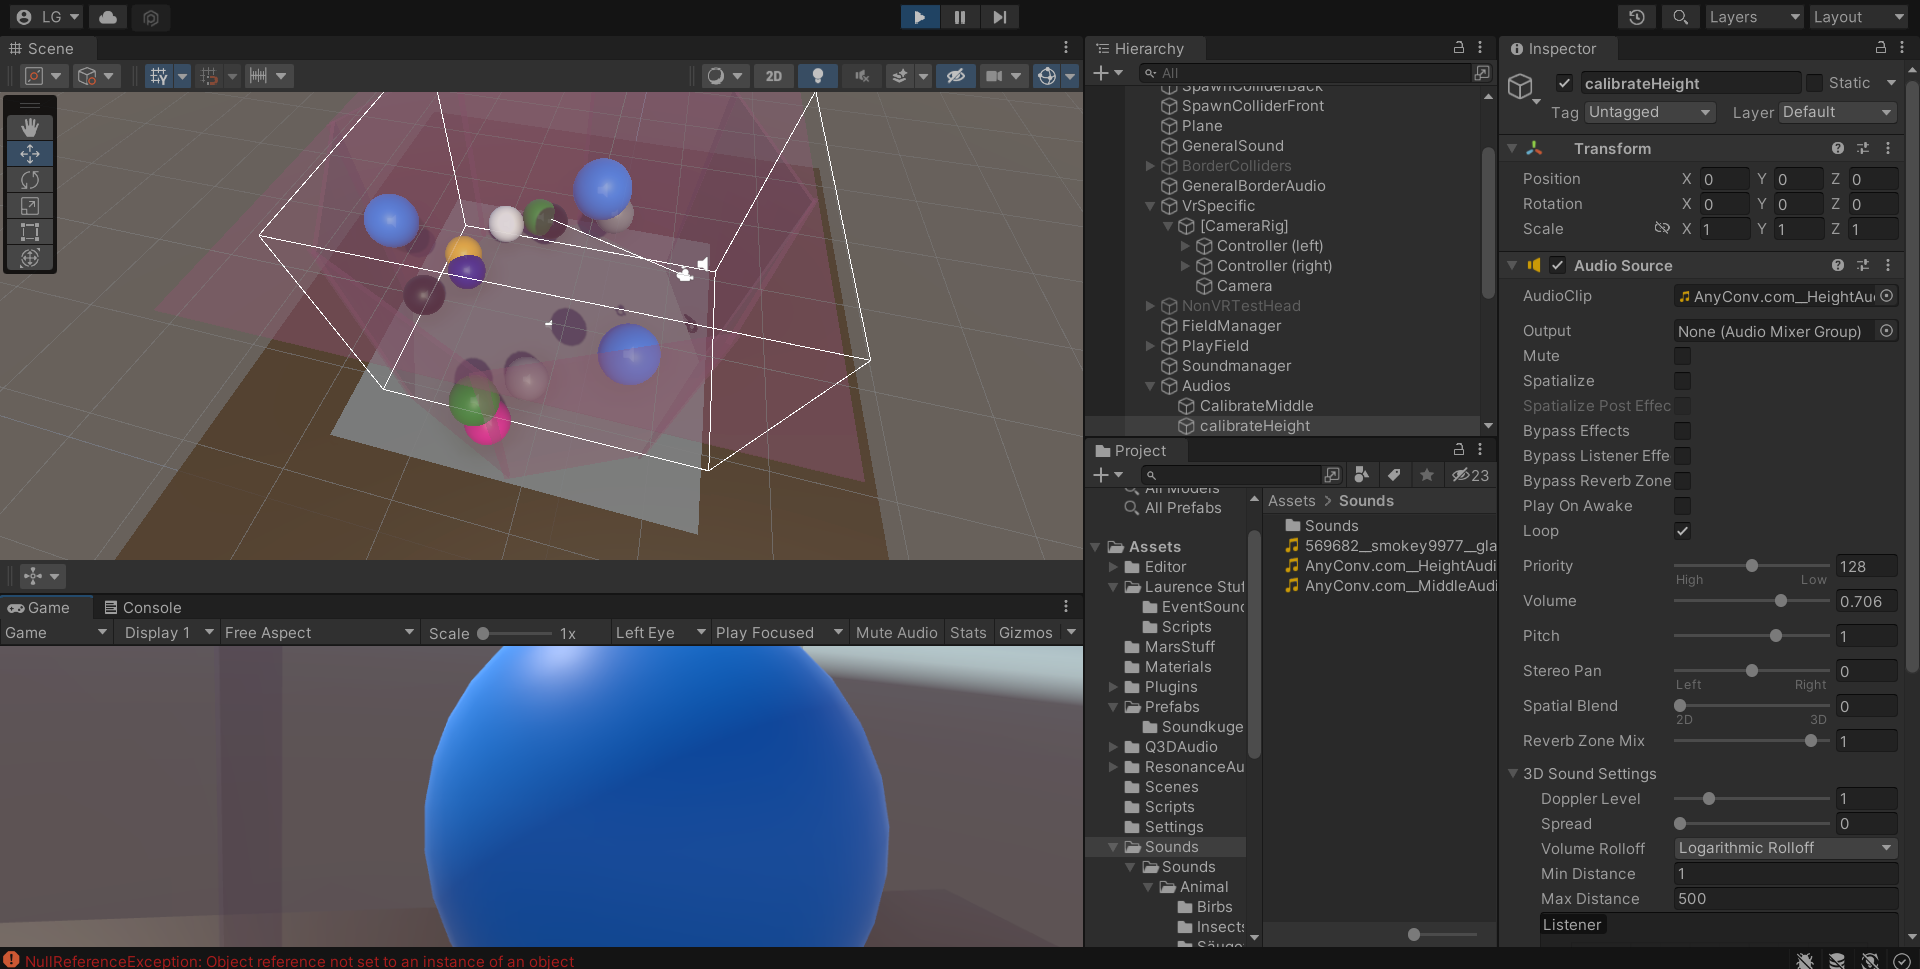 LG
Layers
Layout
Scene
2D
Hierarchy
All
SpawnColliderBack
SpawnColliderFront
Plane
GeneralSound
BorderColliders
GeneralBorderAudio
VrSpecific
[CameraRig]
Controller (left)
Controller (right)
Camera
NonVRTestHead
FieldManager
PlayField
Soundmanager
Audios
CalibrateMiddle
calibrateHeight
Inspector
calibrateHeight
Static
Tag
Untagged
Layer
Default
Transform
Position X 0 Y 0 Z 0
Rotation X 0 Y 0 Z 0
Scale X 1 Y 1 Z 1
Audio Source
AudioClip AnyConv.com__HeightAu
Output None (Audio Mixer Group)
Mute
Spatialize
Spatialize Post Effec
Bypass Effects
Bypass Listener Effe
Bypass Reverb Zone
Play On Awake
Loop
Priority 128
High Low
Volume 0.706
Pitch 1
Stereo Pan 0
Left Right
Spatial Blend 0
2D 3D
Reverb Zone Mix 1
3D Sound Settings
Doppler Level 1
Spread 0
Volume Rolloff Logarithmic Rolloff
Min Distance 1
Max Distance 500
Listener
Project
23
All Models
All Prefabs
Assets
Editor
Laurence Stuf
EventSound
Scripts
MarsStuff
Materials
Plugins
Prefabs
Soundkuge
Q3DAudio
ResonanceAu
Scenes
Scripts
Settings
Sounds
Sounds
Animal
Birbs
Insects
Säuge
Assets > Sounds
Sounds
569682__smokey9977__gla
AnyConv.com__HeightAudi
AnyConv.com__MiddleAudi
Game
Console
Game
Display 1
Free Aspect
Scale 1x
Left Eye
Play Focused
Mute Audio
Stats
Gizmos
NullReferenceException: Object reference not set to an instance of an object